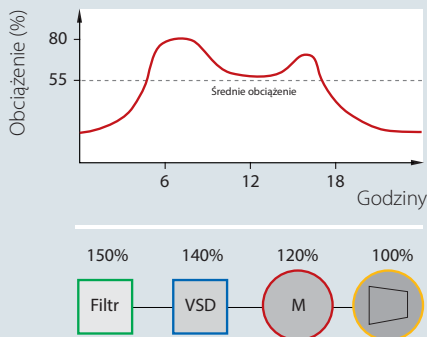 Obciążenie (%)
80
55
Średnie obciążenie
6 12 18
Godziny
150% 140% 120% 100%
Filtr VSD M